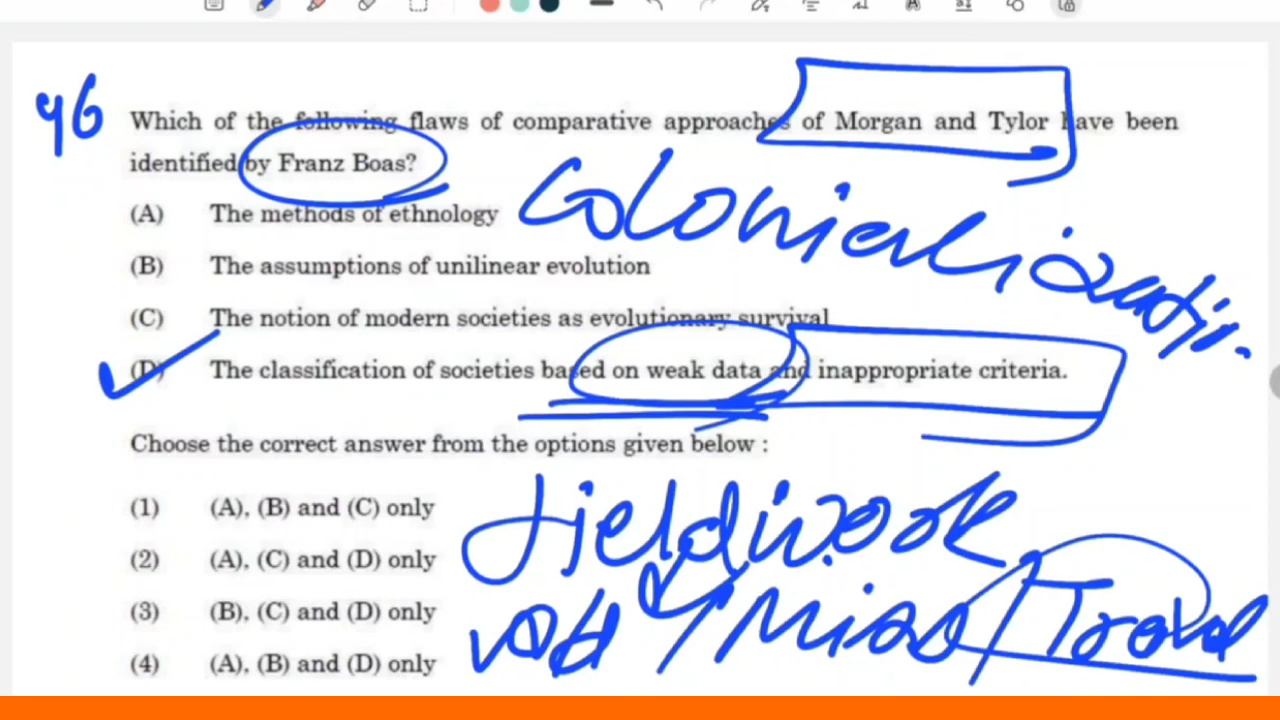 46
Which of the following flaws of comparative approaches of Morgan and Tylor have been
identified by Franz Boas?
(A) The methods of ethnology
(B) The assumptions of unilinear evolution
(C) The notion of modern societies as evolutionary survival
(D) The classification of societies based on weak data and inappropriate criteria.
Choose the correct answer from the options given below :
(1) (A), (B) and (C) only
(2) (A), (C) and (D) only
(3) (B), (C) and (D) only
(4) (A), (B) and (D) only
fieldwork